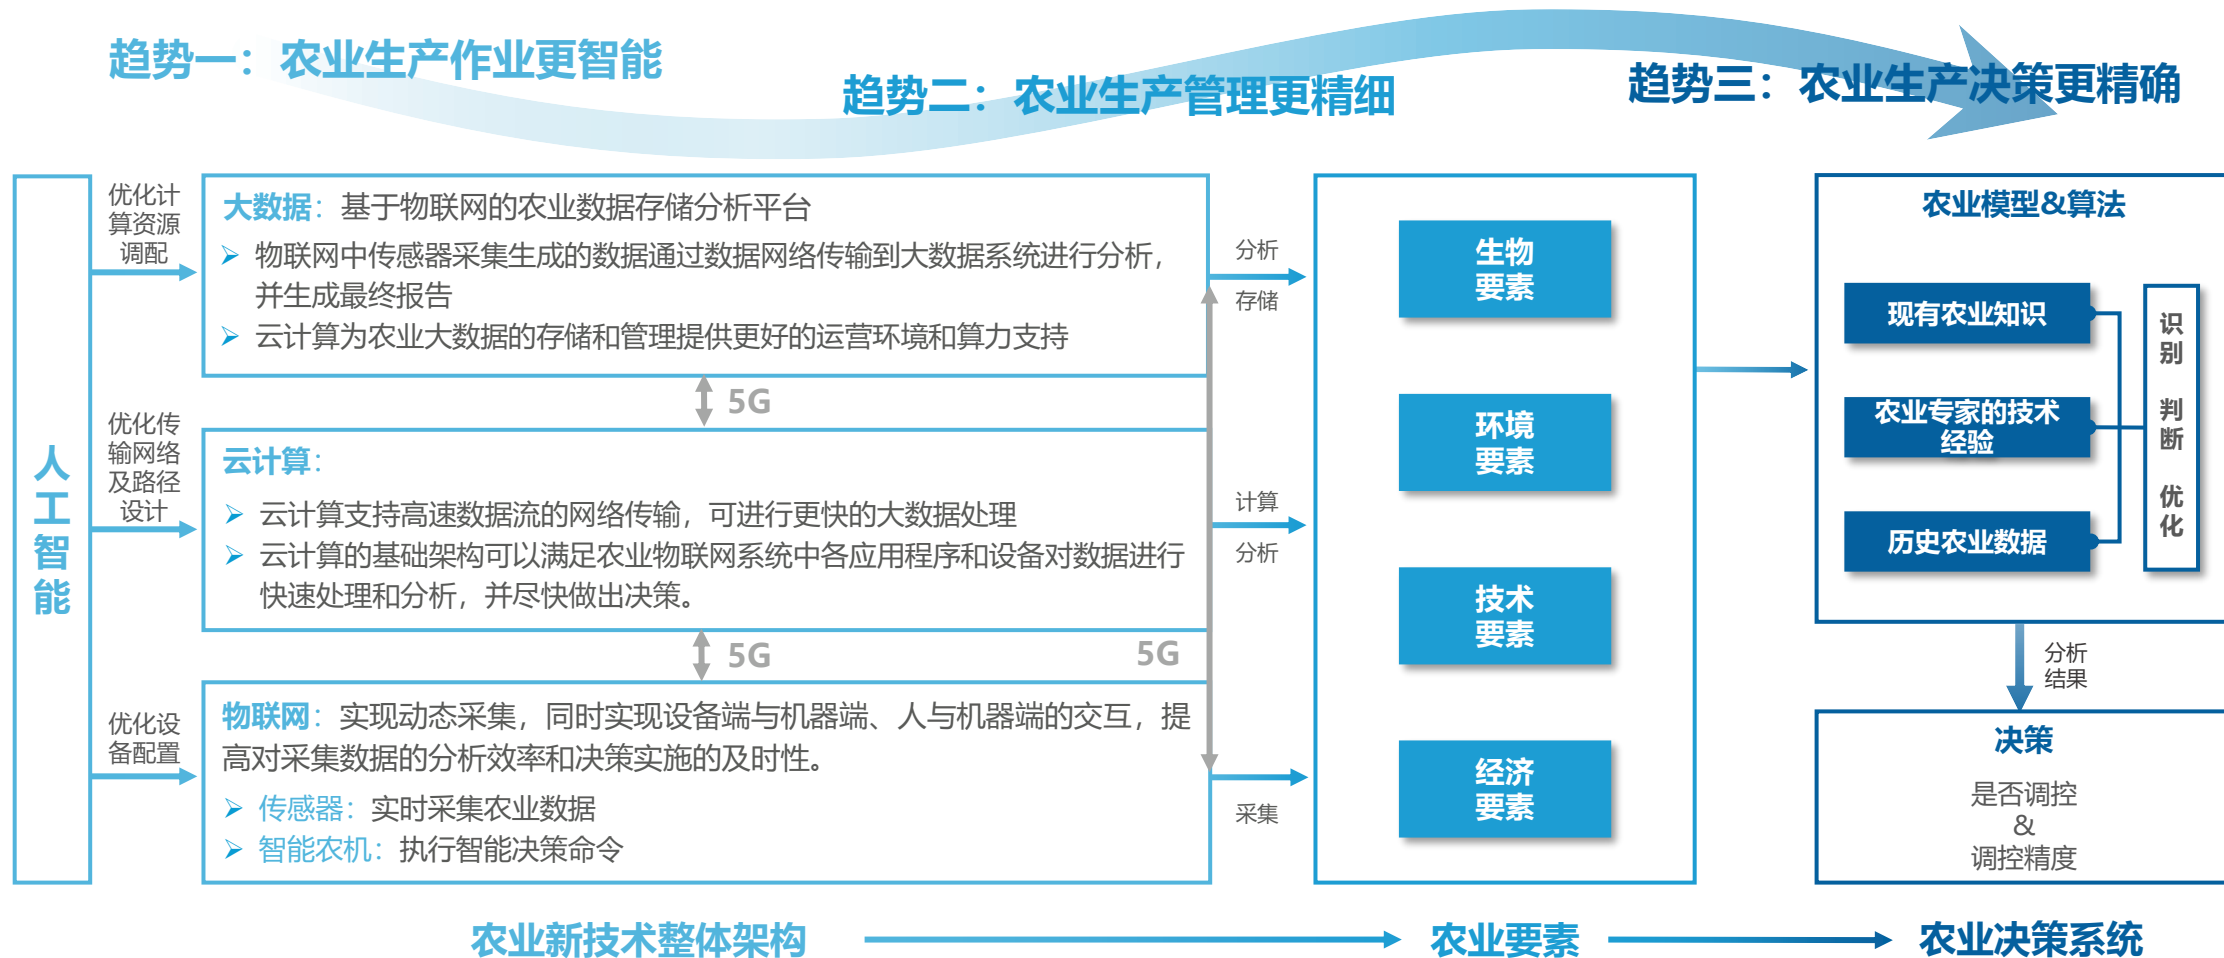 趋势一：农业生产作业更智能
趋势二：农业生产管理更精细
趋势三：农业生产决策更精确
人
工
智
能
优化计
算资源
调配
优化传
输网络
及路径
设计
优化设
备配置
大数据：基于物联网的农业数据存储分析平台
➢ 物联网中传感器采集生成的数据通过数据网络传输到大数据系统进行分析，
并生成最终报告
➢ 云计算为农业大数据的存储和管理提供更好的运营环境和算力支持
5G
云计算：
➢ 云计算支持高速数据流的网络传输，可进行更快的大数据处理
➢ 云计算的基础架构可以满足农业物联网系统中各应用程序和设备对数据进行
快速处理和分析，并尽快做出决策。
5G
5G
物联网：实现动态采集，同时实现设备端与机器端、人与机器端的交互，提
高对采集数据的分析效率和决策实施的及时性。
➢ 传感器：实时采集农业数据
➢ 智能农机：执行智能决策命令
分析
存储
计算
分析
采集
生物
要素
环境
要素
技术
要素
经济
要素
农业模型&算法
现有农业知识
农业专家的技术
经验
历史农业数据
识
别
判
断
优
化
分析
结果
决策
是否调控
&
调控精度
农业新技术整体架构
农业要素
农业决策系统